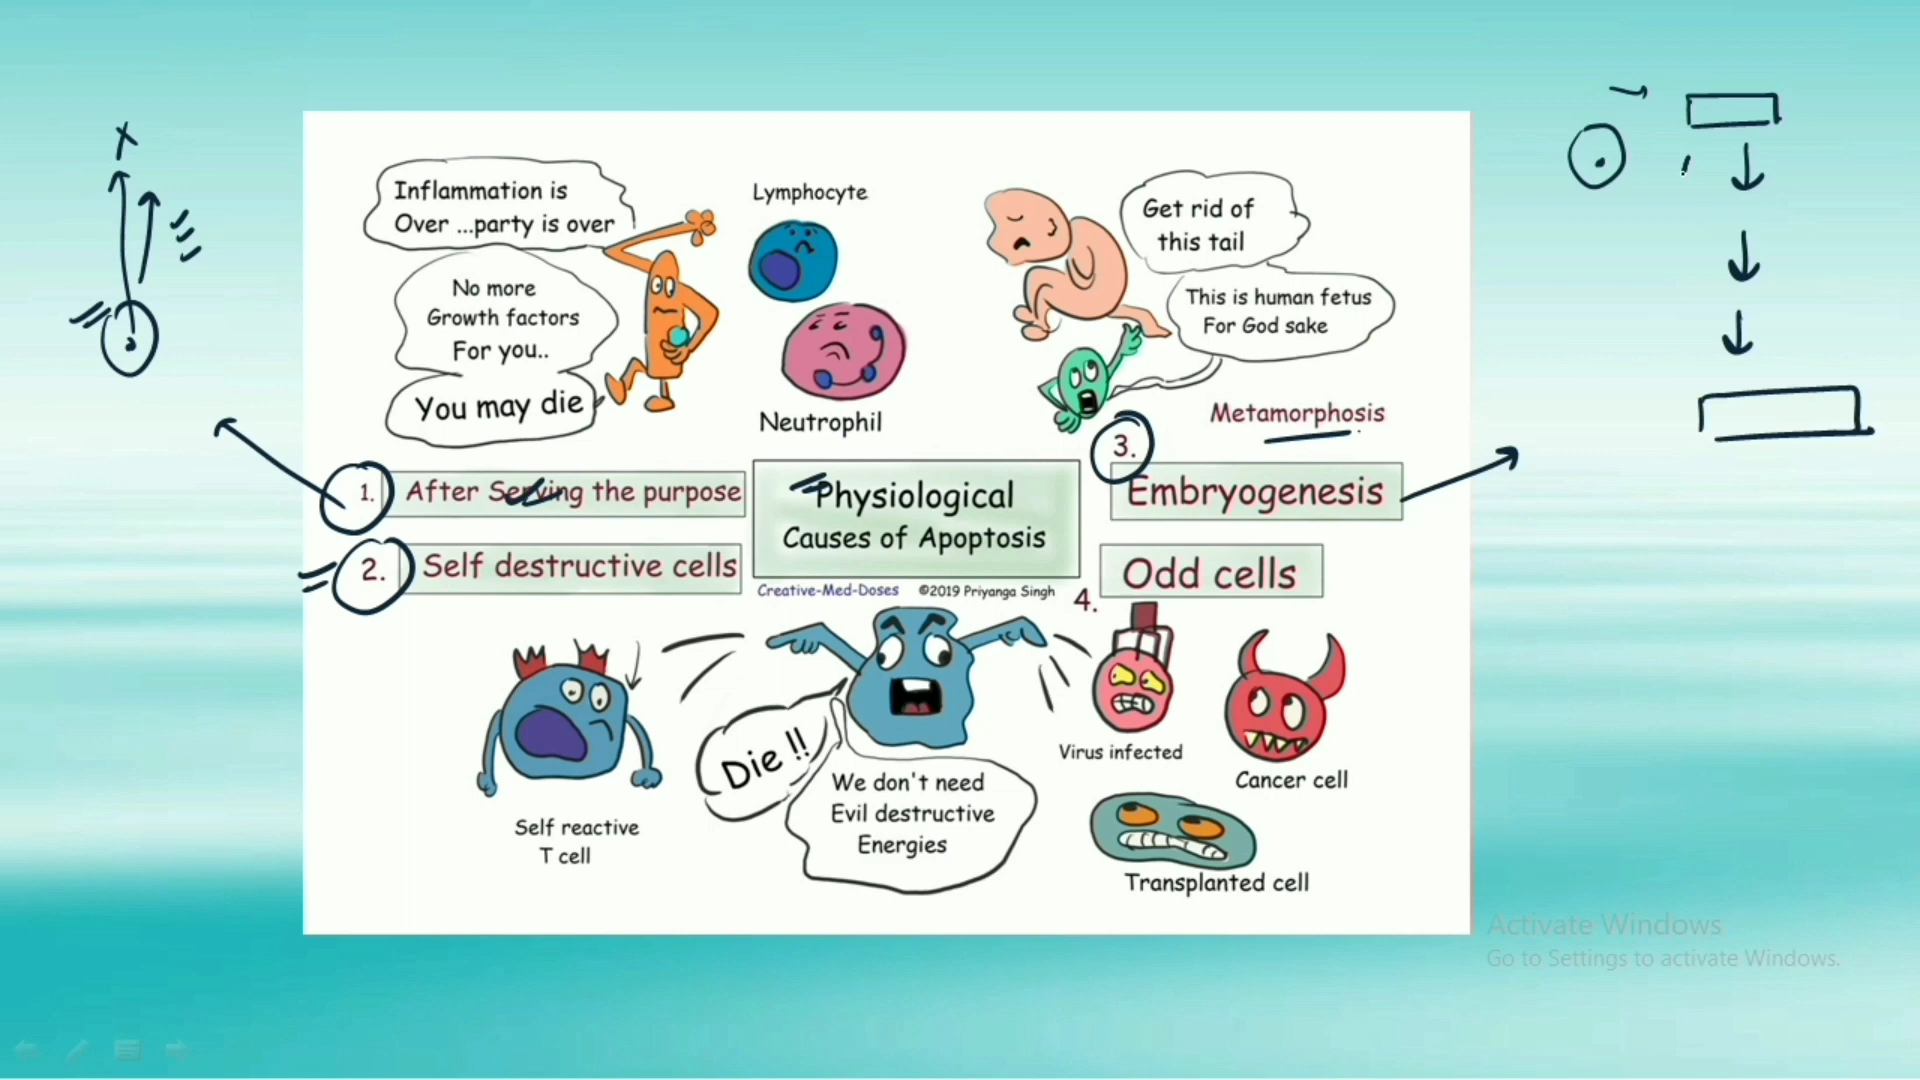 Inflammation is
Over ...party is over
No more
Growth factors
For you..
You may die
Lymphocyte
Neutrophil
Get rid of
this tail
This is human fetus
For God sake
Metamorphosis
1. After Serving the purpose
2. Self destructive cells
Physiological
Causes of Apoptosis
Creative-Med-Doses ©2019 Priyanga Singh
3.
Embryogenesis
Odd cells
4.
Self reactive
T cell
Die !!
We don't need
Evil destructive
Energies
Virus infected
Cancer cell
Transplanted cell
Activate Windows
Go to Settings to activate Windows.